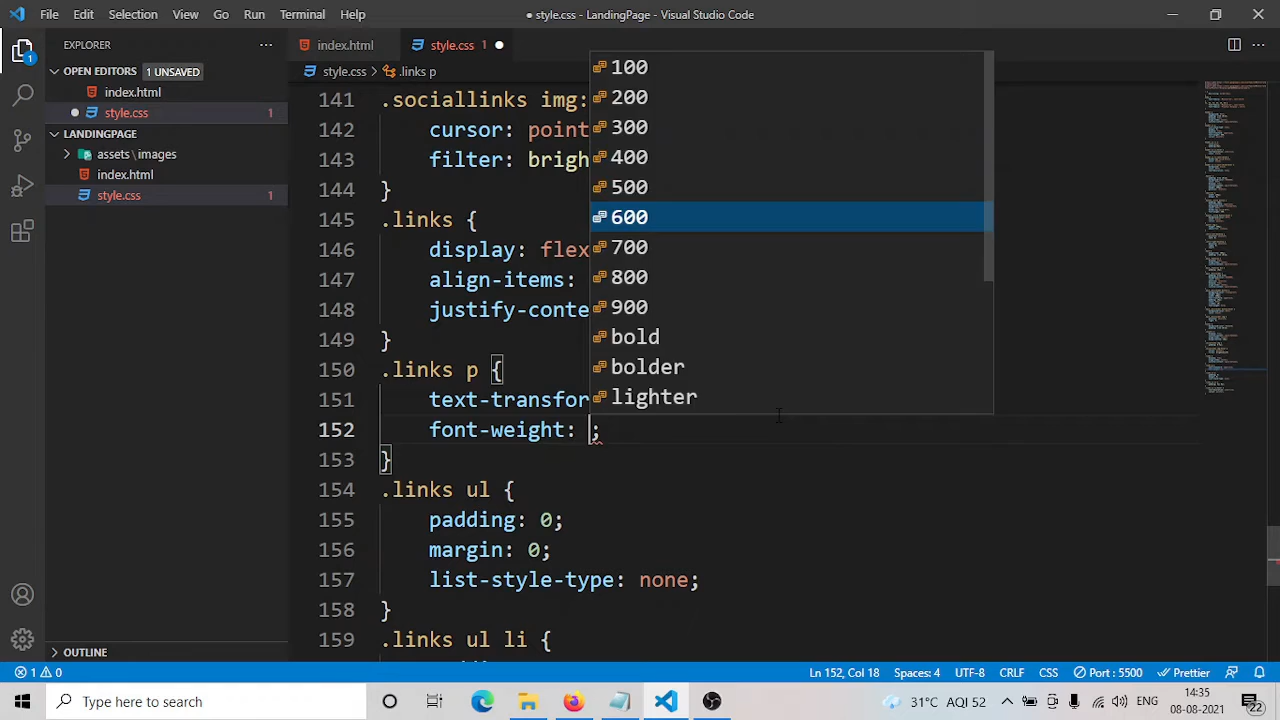 File Edit Selection View Go Run Terminal Help
● style.css - LandingPage - Visual Studio Code
EXPLORER
index.html
style.css 1
OPEN EDITORS 1 UNSAVED
style.css > .links p
index.html
style.css 1
LANDINGPAGE
assets\images
index.html
style.css 1
OUTLINE
141 .sociallinks img:
142 cursor: point
143 filter: brigh
144 }
145 .links {
146 display: flex
147 align-items:
148 justify-conte
149 }
150 .links p {
151 text-transfor
152 font-weight: ;
153 }
154 .links ul {
155 padding: 0;
156 margin: 0;
157 list-style-type: none;
158 }
159 .links ul li {
100
200
300
400
500
600
700
800
900
bold
bolder
lighter
1 0
Ln 152, Col 18 Spaces: 4 UTF-8 CRLF CSS Port : 5500 Prettier
Type here to search
31°C AQI 52 ENG
14:35
08-08-2021
22